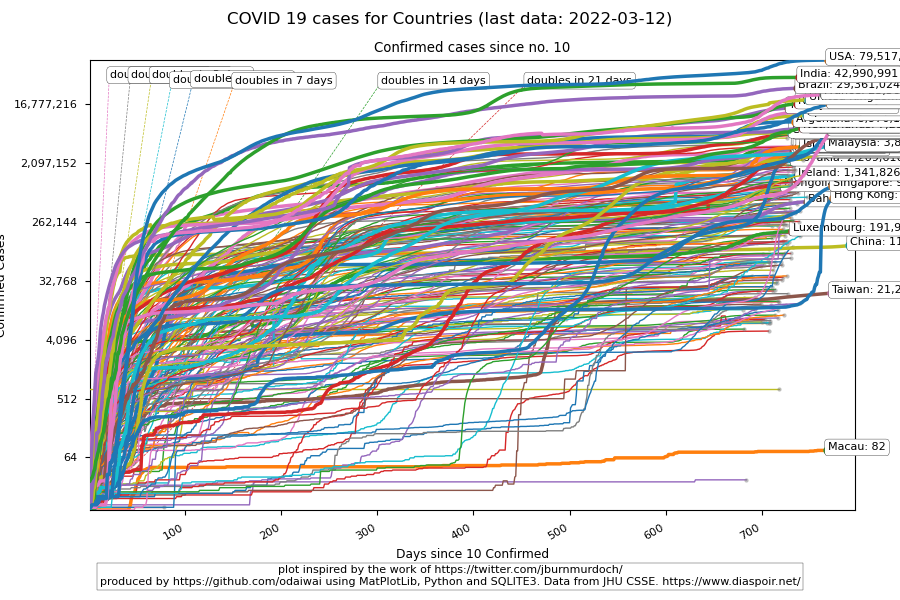 COVID 19 cases for Countries (last data: 2022-03-12)
Confirmed cases since no. 10
doubles in 7 days
doubles in 14 days
doubles in 21 days
USA: 79,517,
India: 42,990,991
Brazil: 29,361,024
Malaysia: 3,8
Ireland: 1,341,826
Singapore:
Hong Kong:
Luxembourg: 191,9
China: 11
Taiwan: 21,2
Macau: 82
16,777,216
2,097,152
262,144
32,768
4,096
512
64
Confirmed Cases
100
200
300
400
500
600
700
Days since 10 Confirmed
plot inspired by the work of https://twitter.com/jburnmurdoch/
produced by https://github.com/odaiwai using MatPlotLib, Python and SQLITE3. Data from JHU CSSE. https://www.diaspoir.net/